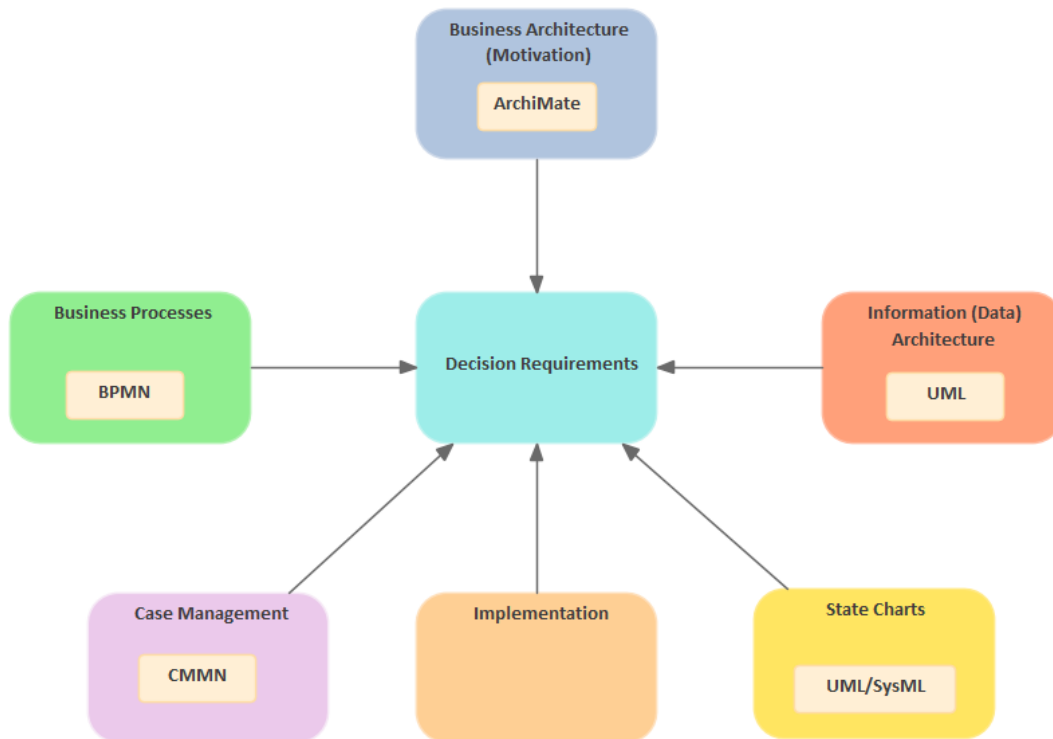 Business Architecture
(Motivation)
ArchiMate
Business Processes
BPMN
Decision Requirements
Information (Data)
Architecture
UML
Case Management
CMMN
Implementation
State Charts
UML/SysML